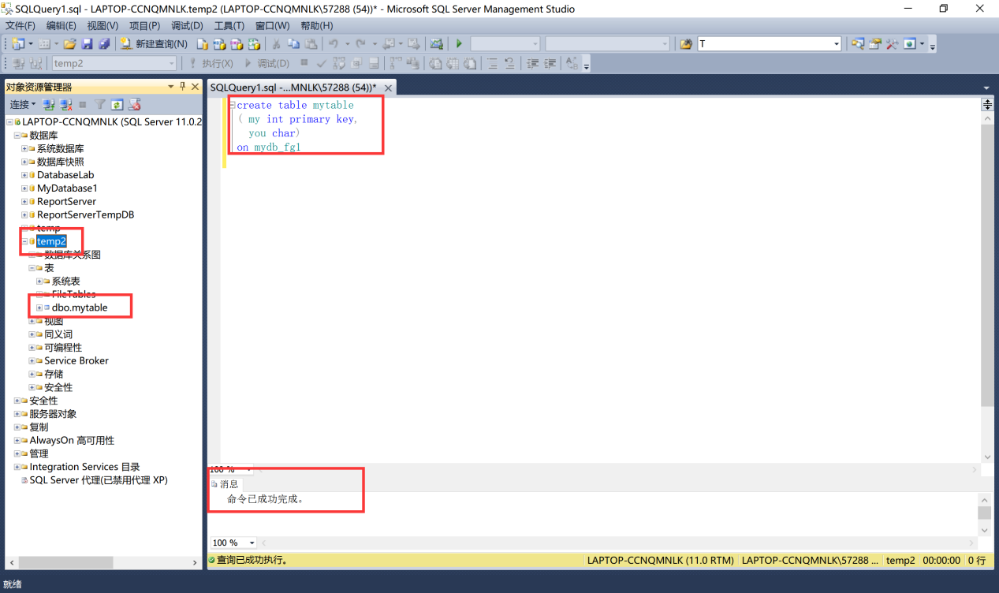 SQLQuery1.sql - LAPTOP-CCNQMNLK.temp2 (LAPTOP-CCNQMNLK\57288 (54))* - Microsoft SQL Server Management Studio
文件(F) 编辑(E) 视图(V) 项目(P) 调试(D) 工具(T) 窗口(W) 帮助(H)
新建查询(N) T
temp2 执行(X) 调试(D)
对象资源管理器
连接
LAPTOP-CCNQMNLK (SQL Server 11.0.2
数据库
系统数据库
数据库快照
DatabaseLab
MyDatabase1
ReportServer
ReportServerTempDB
temp
temp2
数据库关系图
表
系统表
FileTables
dbo.mytable
视图
同义词
可编程性
Service Broker
存储
安全性
安全性
服务器对象
复制
AlwaysOn 高可用性
管理
Integration Services 目录
SQL Server 代理(已禁用代理 XP)
SQLQuery1.sql -...MNLK\57288 (54))*
create table mytable
( my int primary key,
you char)
on mydb_fg1
100 %
消息
命令已成功完成。
100 %
查询已成功执行。 LAPTOP-CCNQMNLK (11.0 RTM) LAPTOP-CCNQMNLK\57288 ... temp2 00:00:00 0 行
就绪